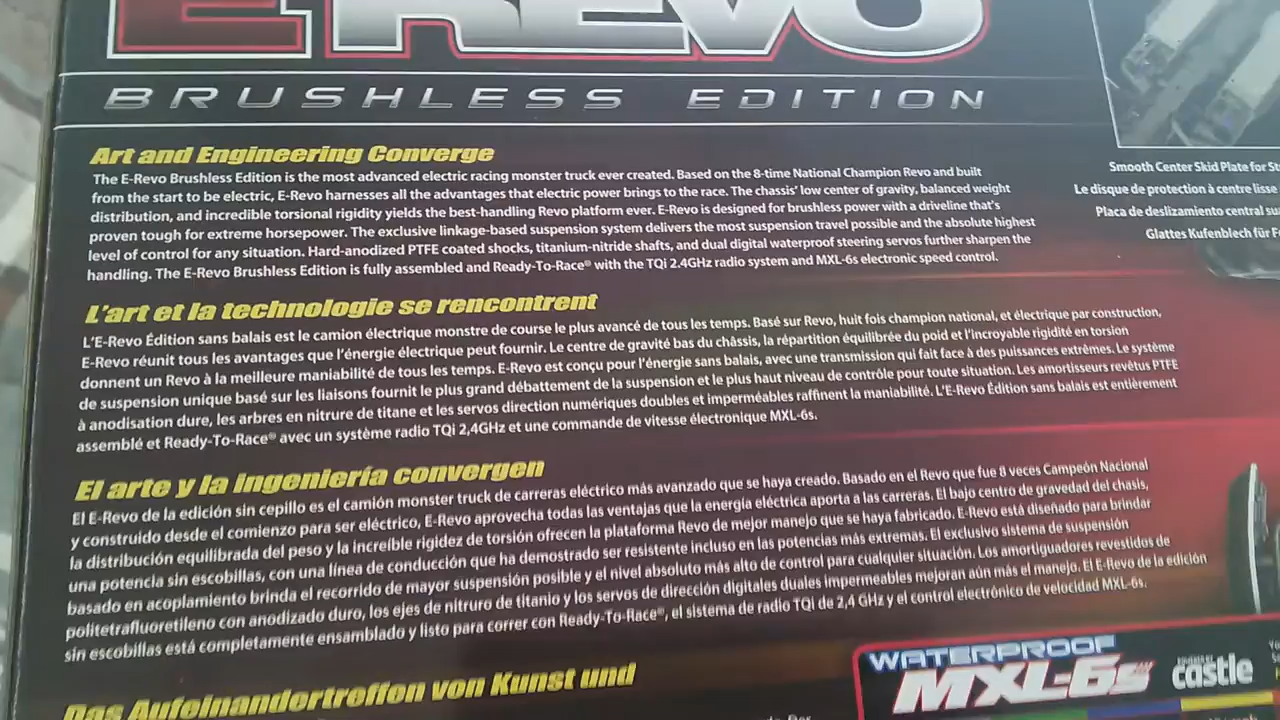 E-REVO
BRUSHLESS EDITION
Art and Engineering Converge
The E-Revo Brushless Edition is the most advanced electric racing monster truck ever created. Based on the 8-time National Champion Revo and built
from the start to be electric, E-Revo harnesses all the advantages that electric power brings to the race. The chassis' low center of gravity, balanced weight
distribution, and incredible torsional rigidity yields the best-handling Revo platform ever. E-Revo is designed for brushless power with a driveline that's
proven tough for extreme horsepower. The exclusive linkage-based suspension system delivers the most suspension travel possible and the absolute highest
level of control for any situation. Hard-anodized PTFE coated shocks, titanium-nitride shafts, and dual digital waterproof steering servos further sharpen the
handling. The E-Revo Brushless Edition is fully assembled and Ready-To-Race® with the TQi 2.4GHz radio system and MXL-6s electronic speed control.
L'art et la technologie se rencontrent
L'E-Revo Édition sans balais est le camion électrique monstre de course le plus avancé de tous les temps. Basé sur Revo, huit fois champion national, et électrique par construction,
E-Revo réunit tous les avantages que l'énergie électrique peut fournir. Le centre de gravité bas du châssis, la répartition équilibrée du poid et l'incroyable rigidité en torsion
donnent un Revo à la meilleure maniabilité de tous les temps. E-Revo est conçu pour l'énergie sans balais, avec une transmission qui fait face à des puissances extrêmes. Le système
de suspension unique basé sur les liaisons fournit le plus grand débattement de la suspension et le plus haut niveau de contrôle pour toute situation. Les amortisseurs revêtus PTFE
à anodisation dure, les arbres en nitrure de titane et les servos direction numériques doubles et imperméables raffinent la maniabilité. L'E-Revo Édition sans balais est entièrement
assemblé et Ready-To-Race® avec un système radio TQi 2,4GHz et une commande de vitesse électronique MXL-6s.
El arte y la ingeniería convergen
El E-Revo de la edición sin cepillo es el camión monster truck de carreras eléctrico más avanzado que se haya creado. Basado en el Revo que fue 8 veces Campeón Nacional
y construido desde el comienzo para ser eléctrico, E-Revo aprovecha todas las ventajas que la energía eléctrica aporta a las carreras. El bajo centro de gravedad del chasis,
la distribución equilibrada del peso y la increíble rigidez de torsión ofrecen la plataforma Revo de mejor manejo que se haya fabricado. E-Revo está diseñado para brindar
una potencia sin escobillas, con una línea de conducción que ha demostrado ser resistente incluso en las potencias más extremas. El exclusivo sistema de suspensión
basado en acoplamiento brinda el recorrido de mayor suspensión posible y el nivel absoluto más alto de control para cualquier situación. Los amortiguadores revestidos de
politetrafluoretileno con anodizado duro, los ejes de nitruro de titanio y los servos de dirección digitales duales impermeables mejoran aún más el manejo. El E-Revo de la edición
sin escobillas está completamente ensamblado y listo para correr con Ready-To-Race®, el sistema de radio TQi de 2,4 GHz y el control electrónico de velocidad MXL-6s.
Das Aufeinandertreffen von Kunst und
Smooth Center Skid Plate for
Le disque de protection à centre lisse
Placa de deslizamiento central
Glattes Kufenblech für
WATERPROOF
MXL-6s
POWERED BY
castle